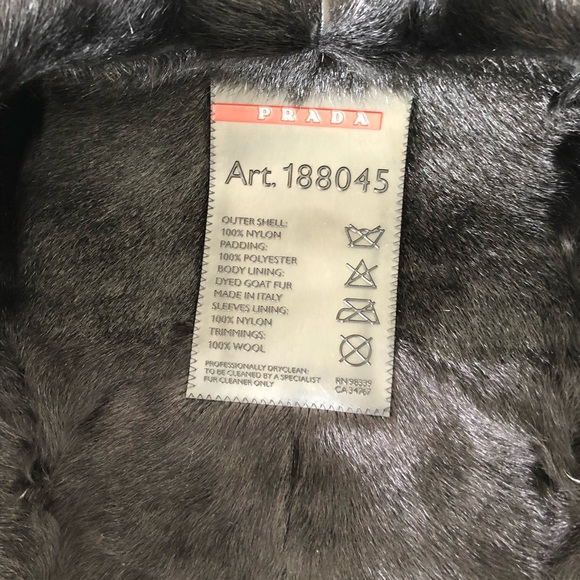 PRADA
Art. 188045
OUTER SHELL:
100% NYLON
PADDING:
100% POLYESTER
BODY LINING:
DYED GOAT FUR
MADE IN ITALY
SLEEVES LINING:
100% NYLON
TRIMMINGS:
100% WOOL
PROFESSIONALLY DRYCLEAN:
TO BE CLEANED BY A SPECIALIST
FUR CLEANER ONLY
RN 98339
CA 34767